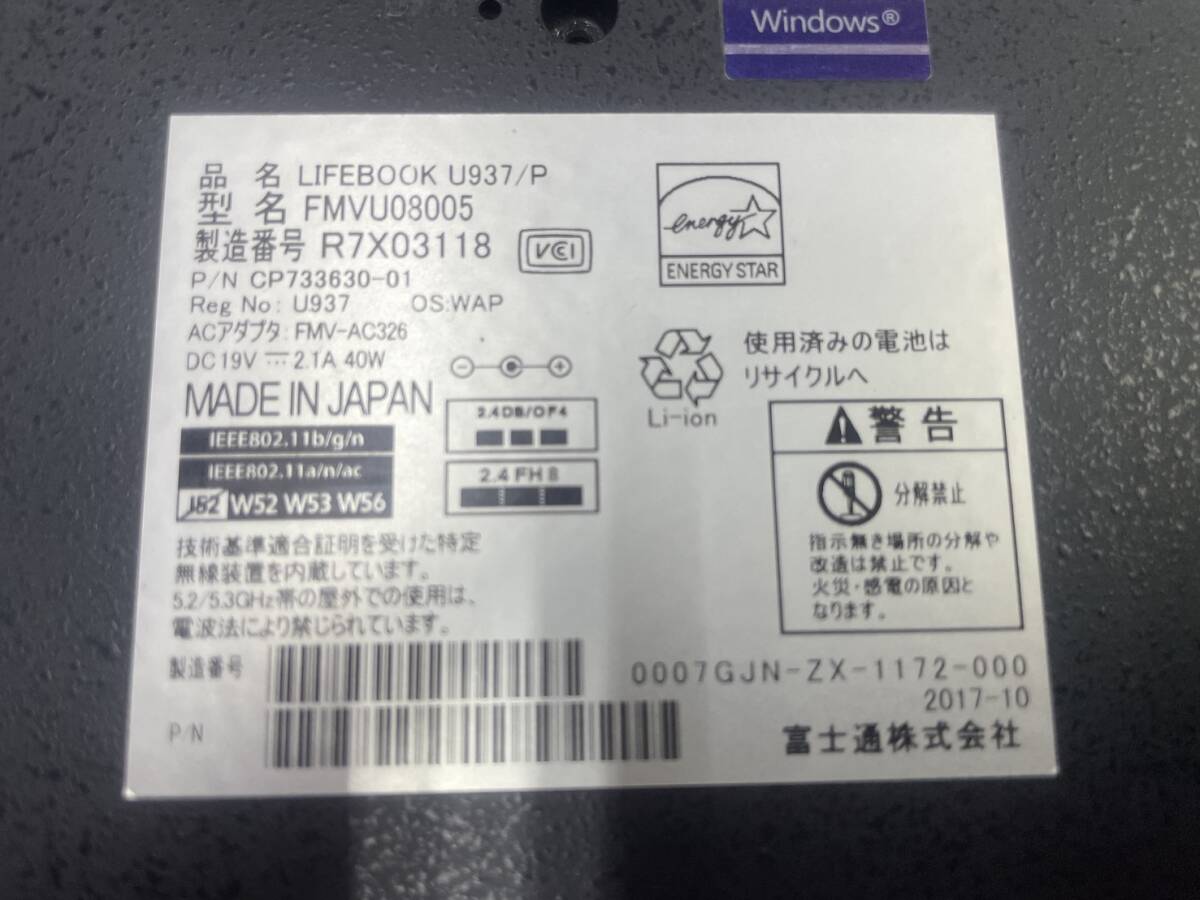 Windows®
品 名 LIFEBOOK U937/P
型 名 FMVU08005
製造番号 R7X03118
VCCI
P/N CP733630-01
Reg No: U937 OS:WAP
ACアダプタ: FMV-AC326
DC19V 2.1A 40W
MADE IN JAPAN
IEEE802.11b/g/n
IEEE802.11a/n/ac
J52 W52 W53 W56
2.4DS/OF4
2.4FH8
技術基準適合証明を受けた特定
無線装置を内蔵しています。
5.2/5.3GHz帯の屋外での使用は、
電波法により禁じられています。
製造番号
P/N
energy
ENERGY STAR
使用済みの電池は
リサイクルへ
Li-ion
警告
分解禁止
指示無き場所の分解や
改造は禁止です。
火災・感電の原因と
なります。
0007GJN-ZX-1172-000
2017-10
富士通株式会社